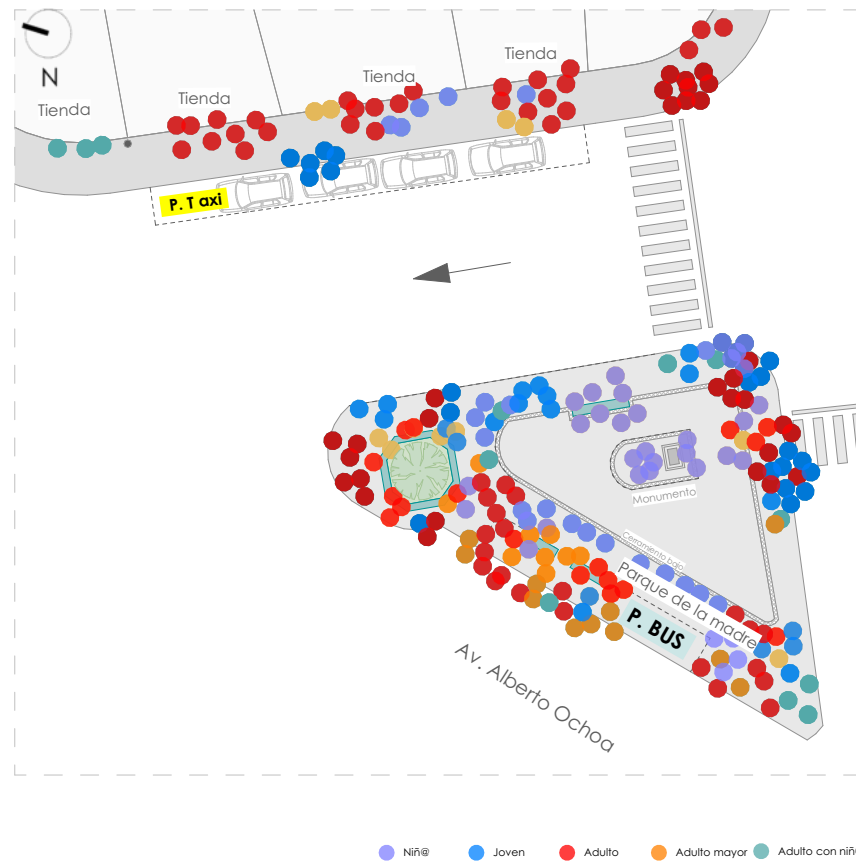 N
Tienda
Tienda
Tienda
Tienda
P. T axi
Monumento
Cerramiento bajo
Parque de la madre
P. BUS
Av. Alberto Ochoa
Niñ@
Joven
Adulto
Adulto mayor
Adulto con niñ@